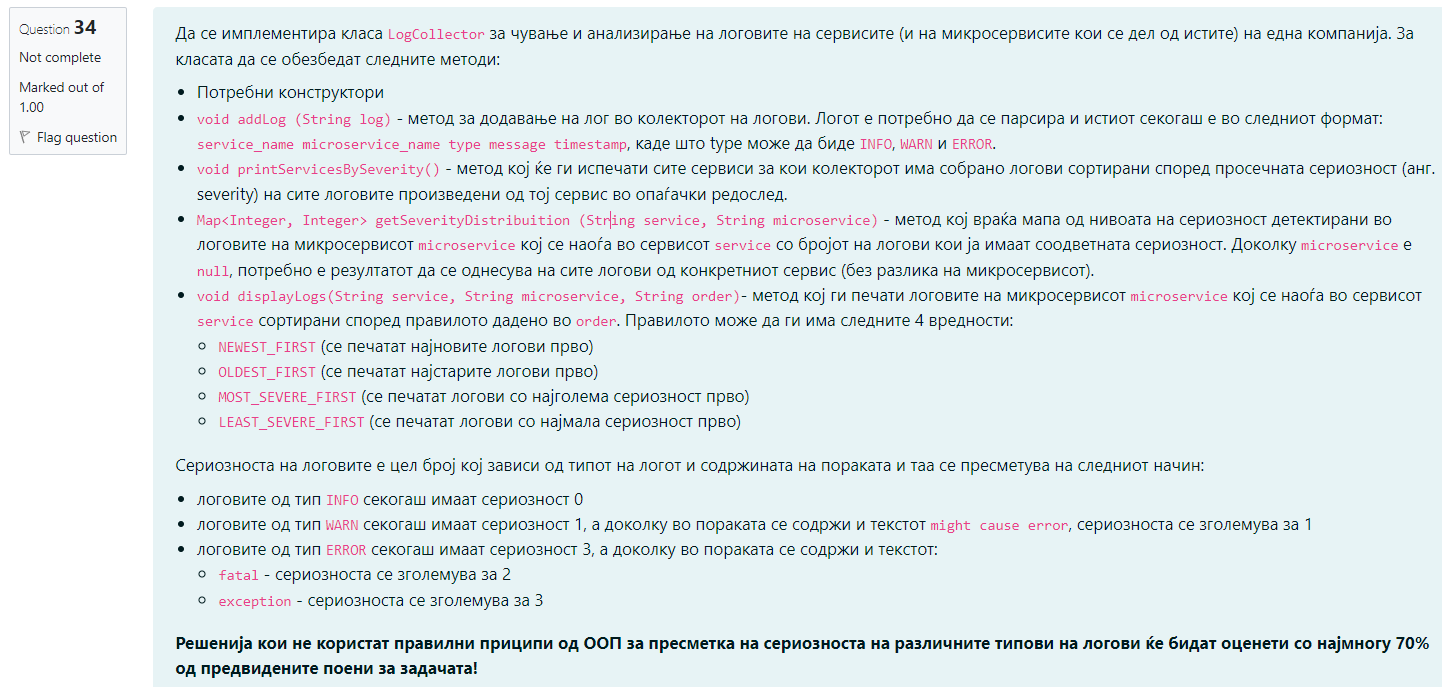 Question 34
Not complete
Marked out of
1.00
Flag question
Да се имплементира класа LogCollector за чување и анализирање на логовите на сервисите (и на микросервисите кои се дел од истите) на една компанија. За
класата да се обезбедат следните методи:
Потребни конструктори
void addLog (String log) - метод за додавање на лог во колекторот на логови. Логот е потребно да се парсира и истиот секогаш е во следниот формат:
service_name microservice_name type message timestamp, каде што type може да биде INFO, WARN и ERROR.
void printServicesBySeverity() - метод кој ќе ги испечати сите сервиси за кои колекторот има собрано логови сортирани според просечната сериозност (анг.
severity) на сите логовите произведени од тој сервис во опаѓачки редослед.
Map<Integer, Integer> getSeverityDistribuition (String service, String microservice) - метод кој враќа мапа од нивоата на сериозност детектирани во
логовите на микросервисот microservice кој се наоѓа во сервисот service со бројот на логови кои ја имаат соодветната сериозност. Доколку microservice е
null, потребно е резултатот да се однесува на сите логови од конкретниот сервис (без разлика на микросервисот).
void displayLogs(String service, String microservice, String order)- метод кој ги печати логовите на микросервисот microservice кој се наоѓа во сервисот
service сортирани според правилото дадено во order. Правилото може да ги има следните 4 вредности:
NEWEST_FIRST (се печатат најновите логови прво)
OLDEST_FIRST (се печатат најстарите логови прво)
MOST_SEVERE_FIRST (се печатат логови со најголема сериозност прво)
LEAST_SEVERE_FIRST (се печатат логови со најмала сериозност прво)
Сериозноста на логовите е цел број кој зависи од типот на логот и содржината на пораката и таа се пресметува на следниот начин:
логовите од тип INFO секогаш имаат сериозност 0
логовите од тип WARN секогаш имаат сериозност 1, а доколку во пораката се содржи и текстот might cause error, сериозноста се зголемува за 1
логовите од тип ERROR секогаш имаат сериозност 3, а доколку во пораката се содржи и текстот:
fatal - сериозноста се зголемува за 2
exception - сериозноста се зголемува за 3
Решенија кои не користат правилни приципи од ООП за пресметка на сериозноста на различните типови на логови ќе бидат оценети со најмногу 70%
од предвидените поени за задачата!